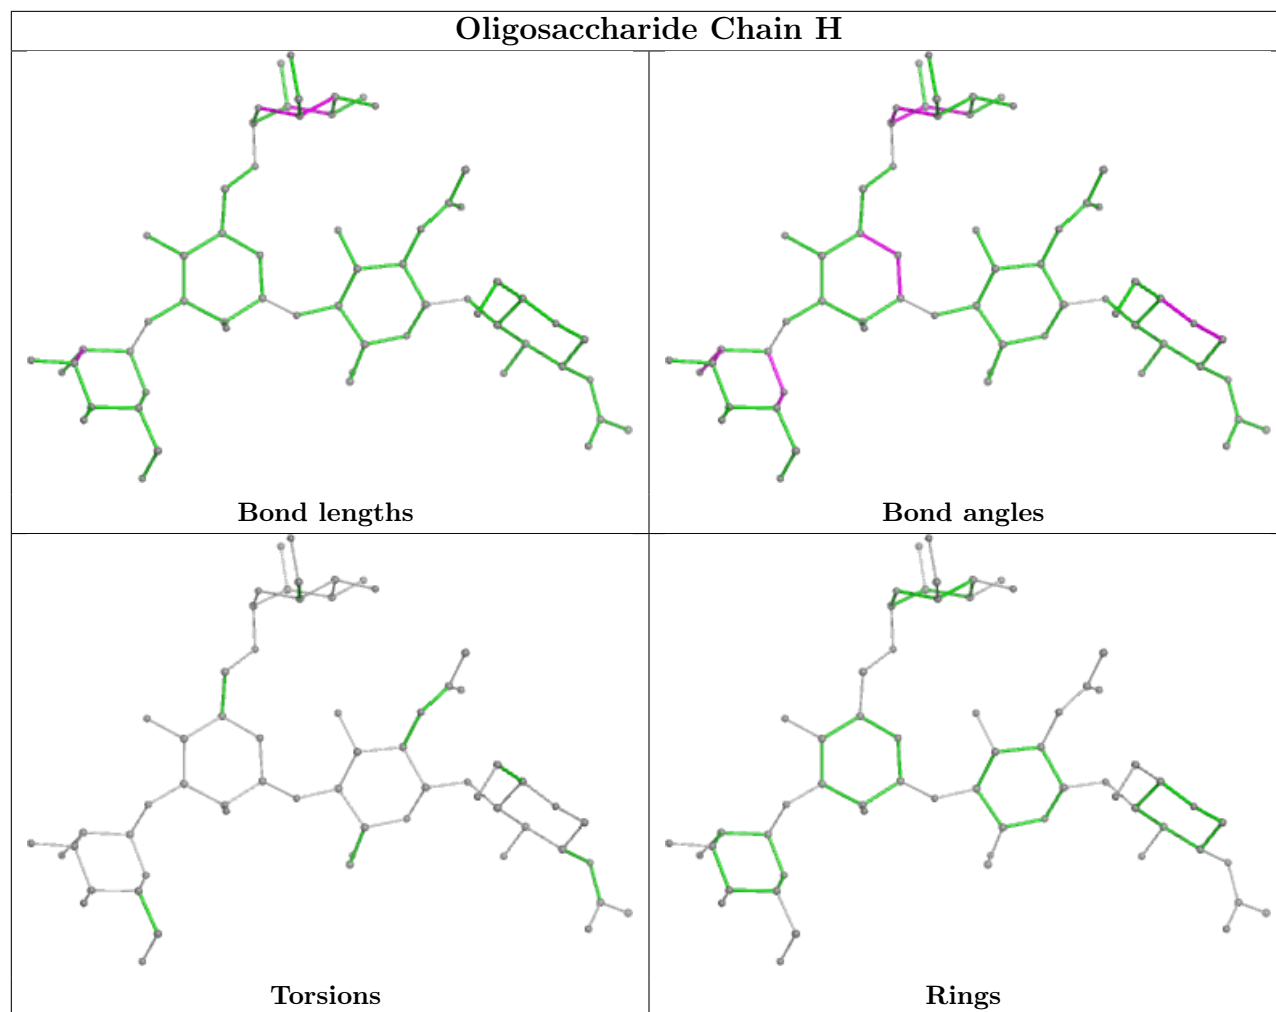 Oligosaccharide Chain H
Bond lengths
Bond angles
Torsions
Rings